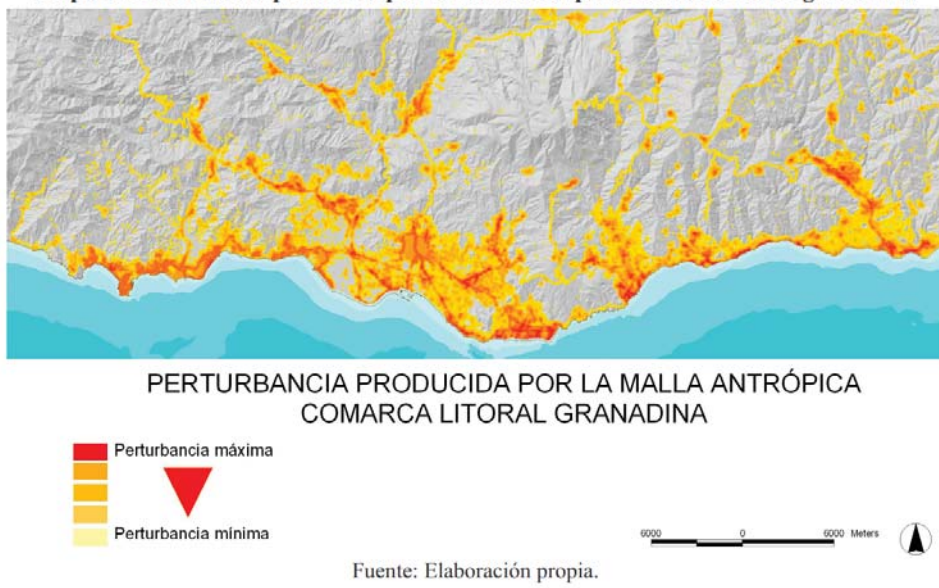 PERTURBANCIA PRODUCIDA POR LA MALLA ANTRÓPICA
COMARCA LITORAL GRANADINA
Perturbancia máxima
Perturbancia mínima
6000 0 6000 Meters
Fuente: Elaboración propia.